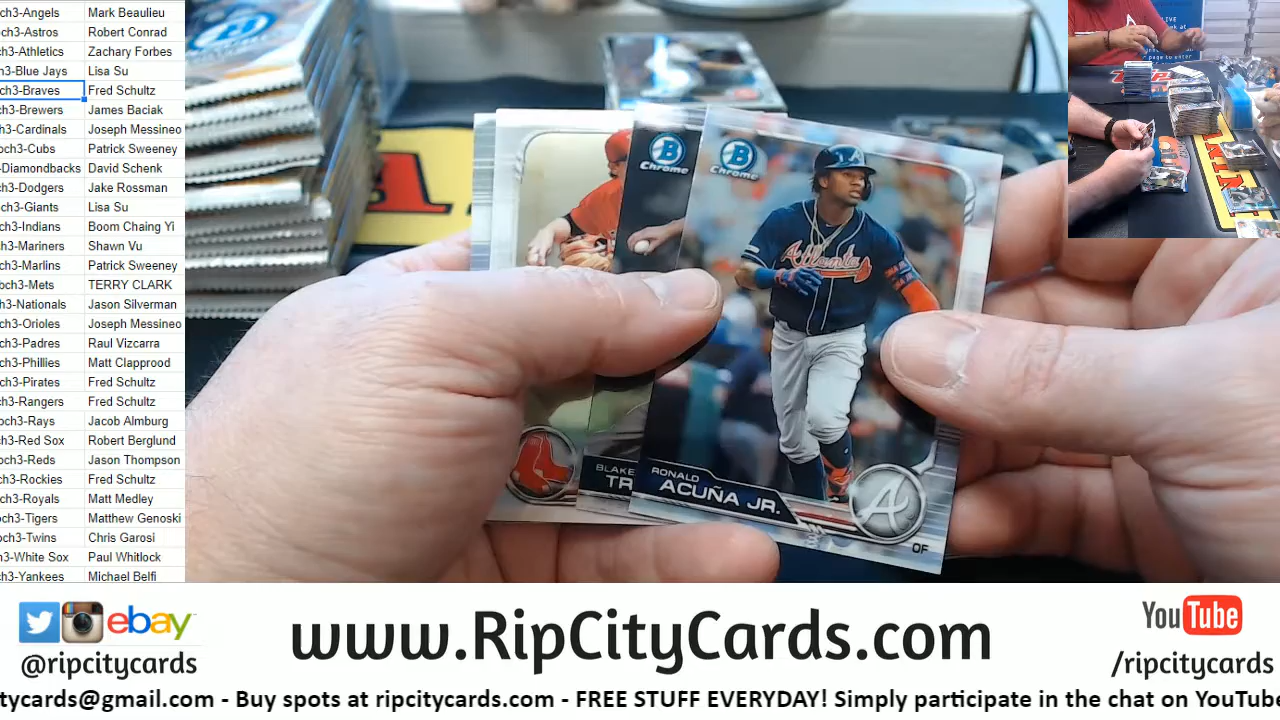 ch3-Angels Mark Beaulieu
och3-Astros Robert Conrad
och3-Athletics Zachary Forbes
h3-Blue Jays Lisa Su
ch3-Braves Fred Schultz
ch3-Brewers James Baciak
h3-Cardinals Joseph Messineo
och3-Cubs Patrick Sweeney
-Diamondbacks David Schenk
ch3-Dodgers Jake Rossman
ch3-Giants Lisa Su
ch3-Indians Boom Chaing Yi
ch3-Mariners Shawn Vu
ch3-Marlins Patrick Sweeney
och3-Mets TERRY CLARK
h3-Nationals Jason Silverman
ch3-Orioles Joseph Messineo
ch3-Padres Raul Vizcarra
ch3-Phillies Matt Clapprood
ch3-Pirates Fred Schultz
ch3-Rangers Fred Schultz
och3-Rays Jacob Almburg
ch3-Red Sox Robert Berglund
och3-Reds Jason Thompson
ch3-Rockies Fred Schultz
ch3-Royals Matt Medley
och3-Tigers Matthew Genoski
och3-Twins Chris Garosi
h3-White Sox Paul Whitlock
ch3-Yankees Michael Belfi
B Chrome
B Chrome
Atlanta
BLAKE
TR
RONALD
ACUÑA JR.
A
OF
ebay
@ripcitycards
www.RipCityCards.com
YouTube
/ripcitycards
tycards@gmail.com - Buy spots at ripcitycards.com - FREE STUFF EVERYDAY! Simply participate in the chat on YouTube